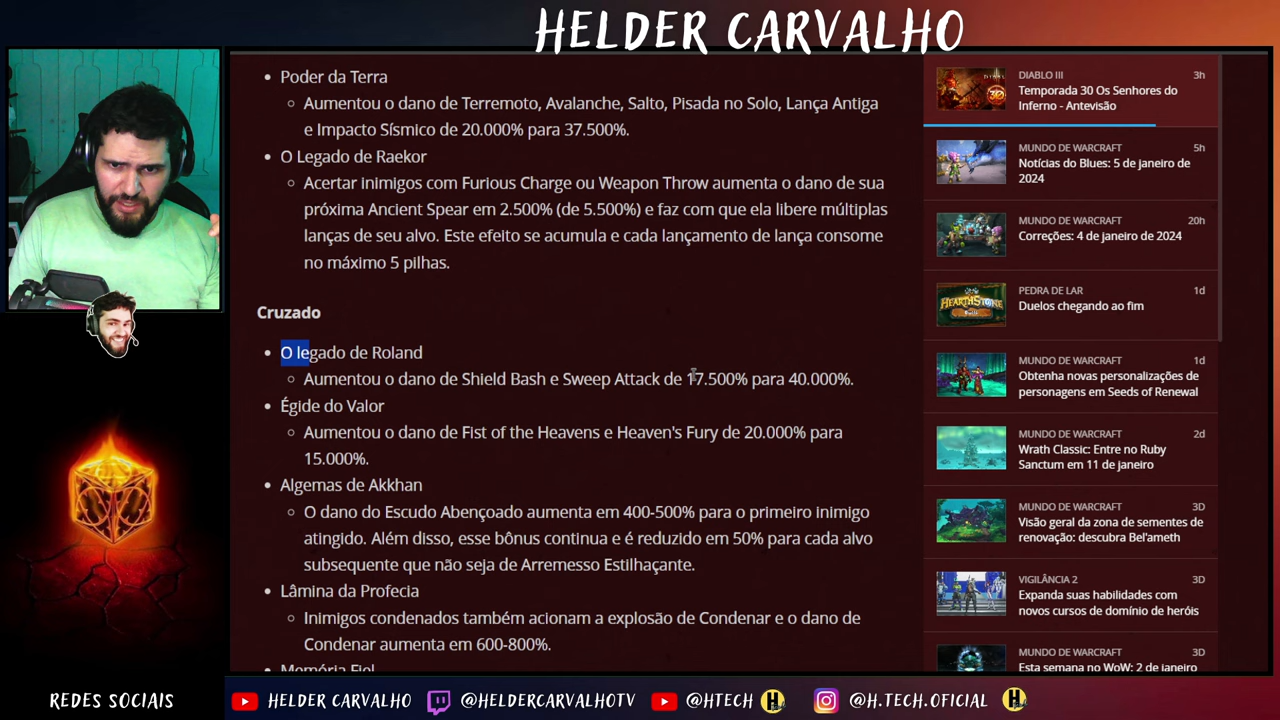 HELDER CARVALHO
Poder da Terra
Aumentou o dano de Terremoto, Avalanche, Salto, Pisada no Solo, Lança Antiga
e Impacto Sísmico de 20.000% para 37.500%.
O Legado de Raekor
Acertar inimigos com Furious Charge ou Weapon Throw aumenta o dano de sua
próxima Ancient Spear em 2.500% (de 5.500%) e faz com que ela libere múltiplas
lanças de seu alvo. Este efeito se acumula e cada lançamento de lança consome
no máximo 5 pilhas.
Cruzado
O legado de Roland
Aumentou o dano de Shield Bash e Sweep Attack de 17.500% para 40.000%.
Égide do Valor
Aumentou o dano de Fist of the Heavens e Heaven's Fury de 20.000% para
15.000%.
Algemas de Akkhan
O dano do Escudo Abençoado aumenta em 400-500% para o primeiro inimigo
atingido. Além disso, esse bônus continua e é reduzido em 50% para cada alvo
subsequente que não seja de Arremesso Estilhaçante.
Lâmina da Profecia
Inimigos condenados também acionam a explosão de Condenar e o dano de
Condenar aumenta em 600-800%.
Memória Fiel
DIABLO III 3h
Temporada 30 Os Senhores do
Inferno - Antevisão
MUNDO DE WARCRAFT 5h
Notícias do Blues: 5 de janeiro de
2024
MUNDO DE WARCRAFT 20h
Correções: 4 de janeiro de 2024
PEDRA DE LAR 1d
HEARTHSTONE
Duelos chegando ao fim
MUNDO DE WARCRAFT 1d
Obtenha novas personalizações de
personagens em Seeds of Renewal
MUNDO DE WARCRAFT 2d
Wrath Classic: Entre no Ruby
Sanctum em 11 de janeiro
MUNDO DE WARCRAFT 3D
Visão geral da zona de sementes de
renovação: descubra Bel'ameth
VIGILÂNCIA 2 3D
Expanda suas habilidades com
novos cursos de domínio de heróis
MUNDO DE WARCRAFT 3D
Esta semana no WoW: 2 de janeiro
REDES SOCIAIS HELDER CARVALHO @HELDERCARVALHOTV @HTECH @H.TECH.OFICIAL